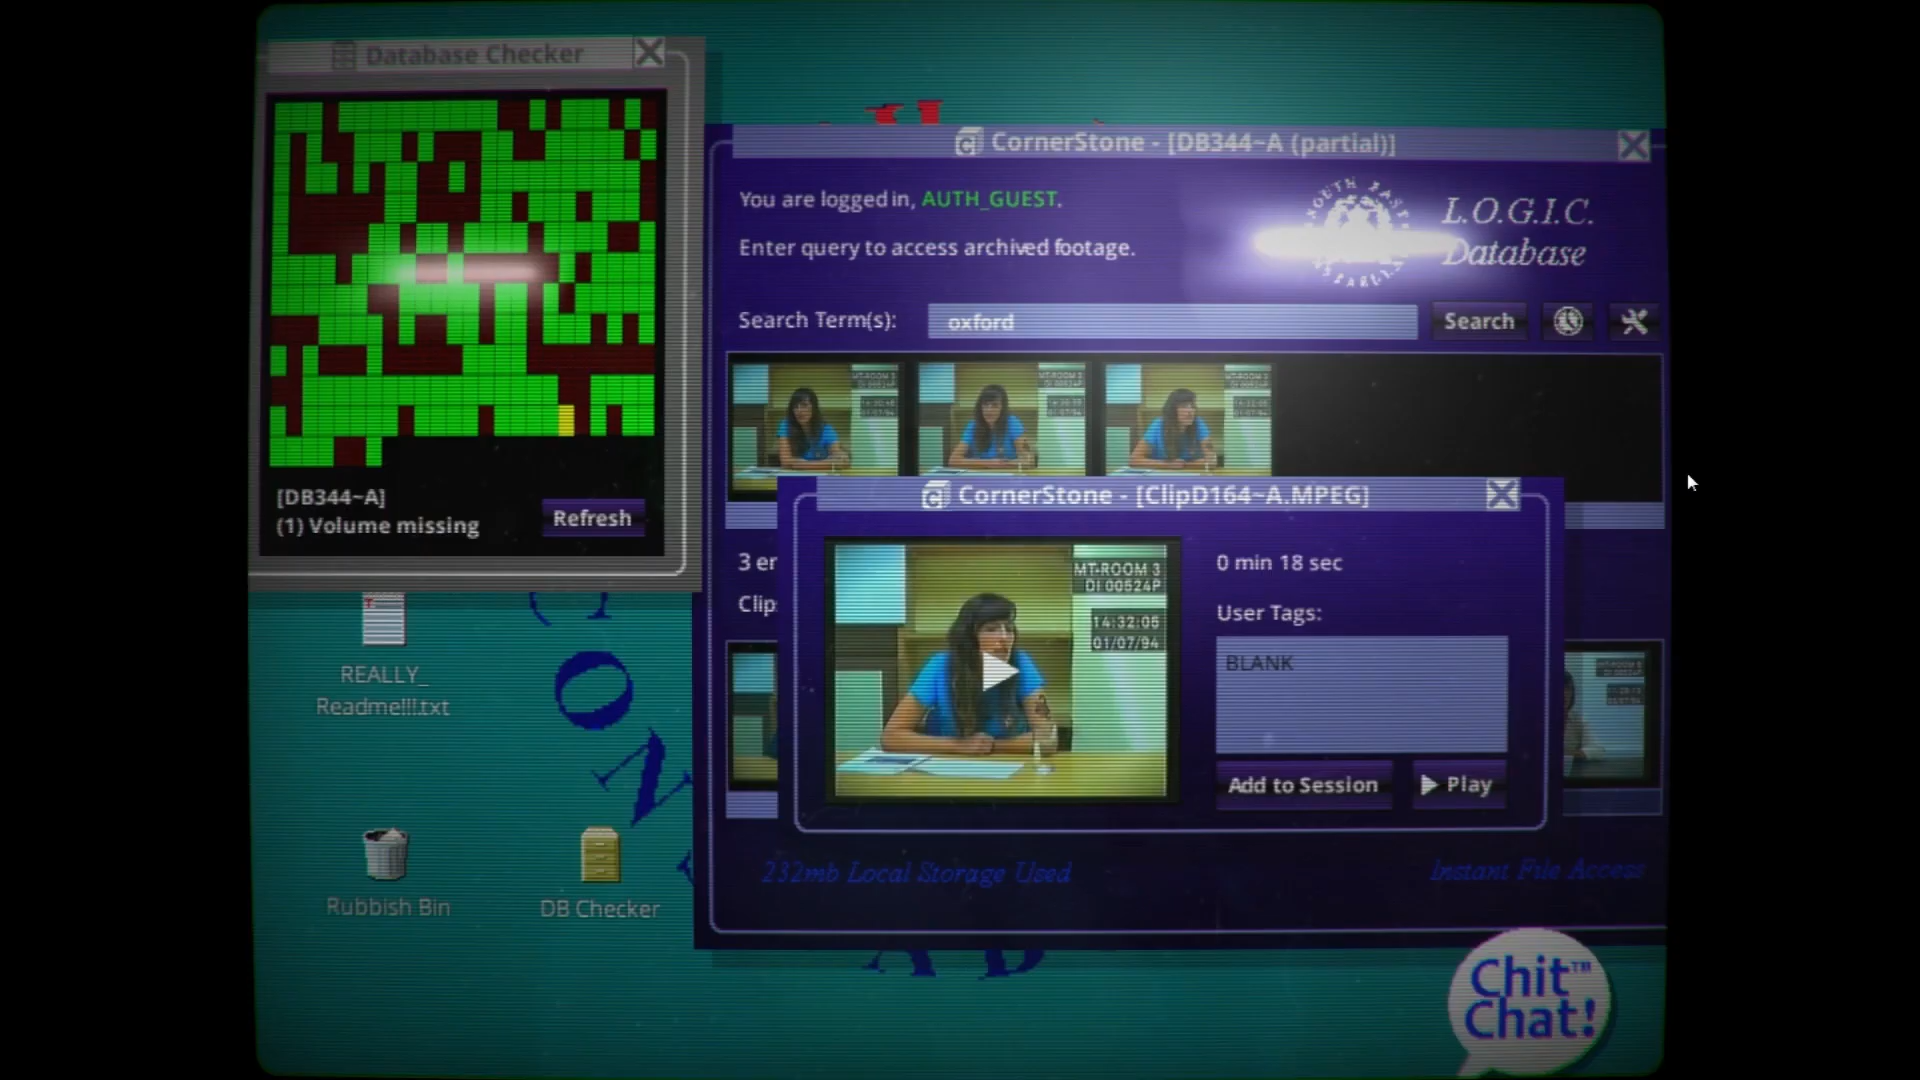 Database Checker
[DB344~A]
(1) Volume missing
Refresh
CornerStone - [DB344~A (partial)]
You are logged in, AUTH_GUEST.
Enter query to access archived footage.
L.O.G.I.C.
Database
Search Term(s):
oxford
Search
3 er
Clip
CornerStone - [ClipD164~A.MPEG]
MT-ROOM 3
DI 00524P
14:32:05
01/07/94
0 min 18 sec
User Tags:
BLANK
Add to Session
Play
232mb Local Storage Used
Instant File Access
REALLY_
Readme!!!.txt
Rubbish Bin
DB Checker
Chit™
Chat!